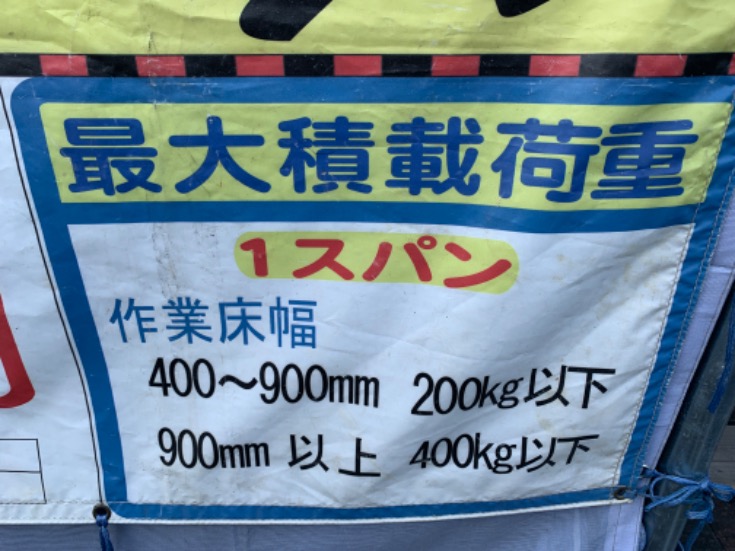 最大積載荷重
1スパン
作業床幅
400～900mm 200kg以下
900mm 以上 400kg以下